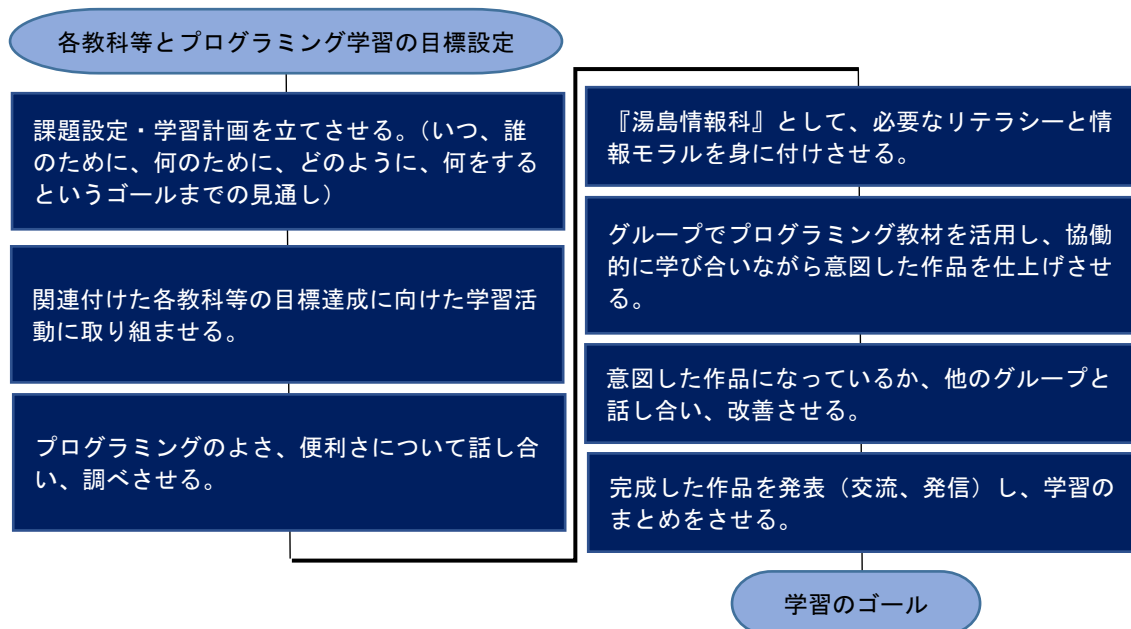 各教科等とプログラミング学習の目標設定
課題設定・学習計画を立てさせる。（いつ、誰
のために、何のために、どのように、何をする
というゴールまでの見通し）
関連付けた各教科等の目標達成に向けた学習活
動に取り組ませる。
プログラミングのよさ、便利さについて話し合
い、調べさせる。
『湯島情報科』として、必要なリテラシーと情
報モラルを身に付けさせる。
グループでプログラミング教材を活用し、協働
的に学び合いながら意図した作品を仕上げさせ
る。
意図した作品になっているか、他のグループと
話し合い、改善させる。
完成した作品を発表（交流、発信）し、学習の
まとめをさせる。
学習のゴール